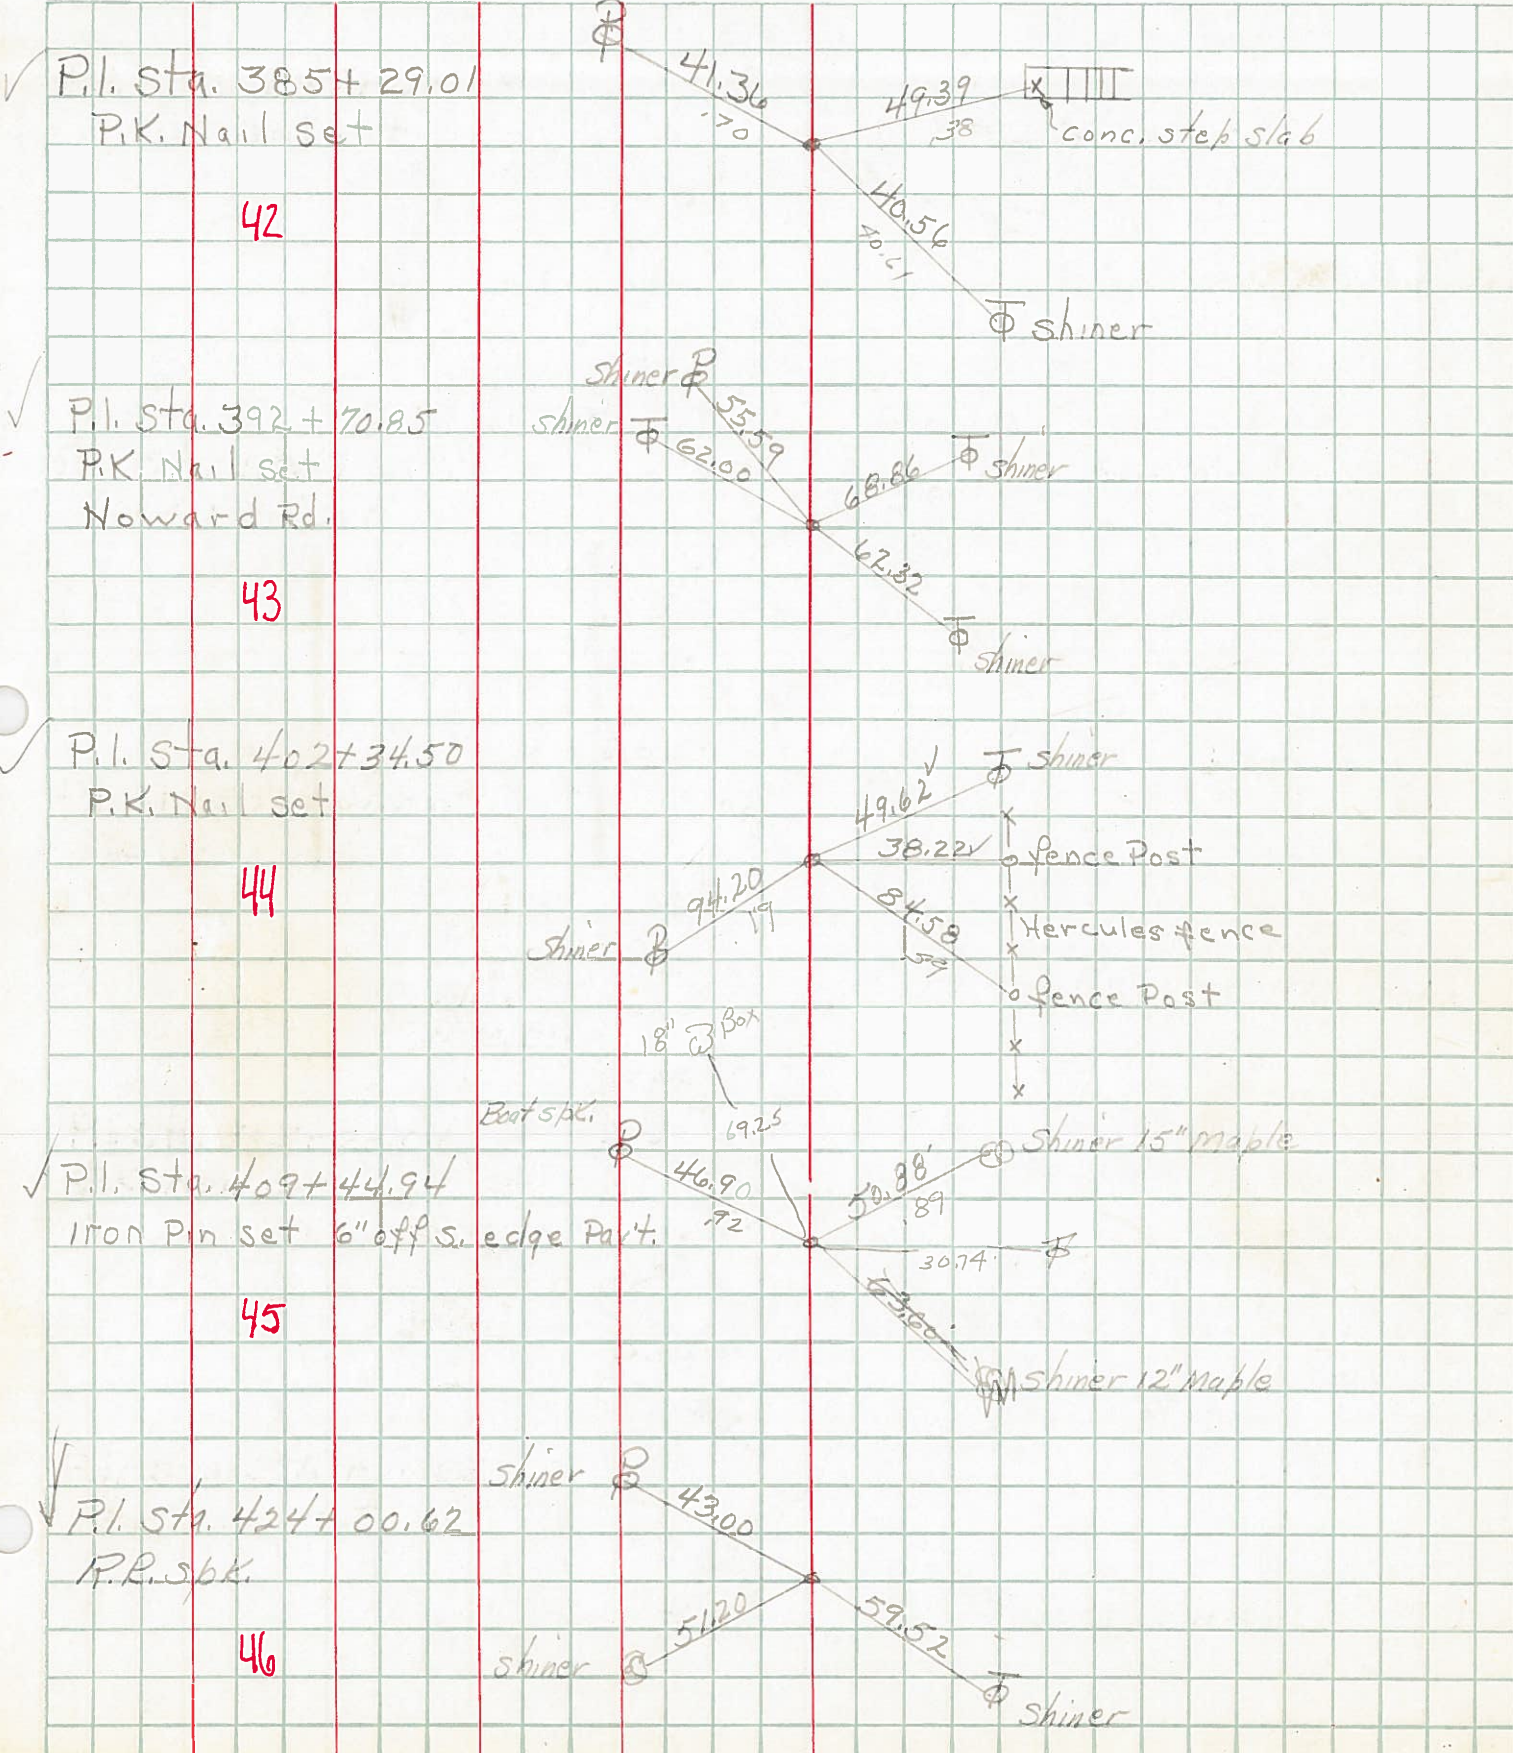 P.I. Sta. 385+29.01
P.K. Nail set
42
41.36
.70
49.39
.38
conc. step slab
40.56
40.61
shiner
P.I. Sta. 392+70.85
P.K. Nail set
Noward Rd.
43
shiner
55.59
shiner
62.00
68.86
shiner
62.32
shiner
P.I. Sta. 402+34.50
P.K. Nail set
44
49.62
shiner
38.22
fence Post
94.20
.19
shiner
84.58
Hercules fence
fence Post
18" Box
69.25
Boat spk.
P.I. Sta. 409+44.94
Iron Pin set 6" off S. edge Pav't.
45
46.90
.92
50.88'
.89
Shiner 15" Maple
30.74
53.60
Shiner 12" Maple
P.I. Sta. 424+00.62
R.R. spk.
46
shiner
43.00
51.20
shiner
59.52
shiner